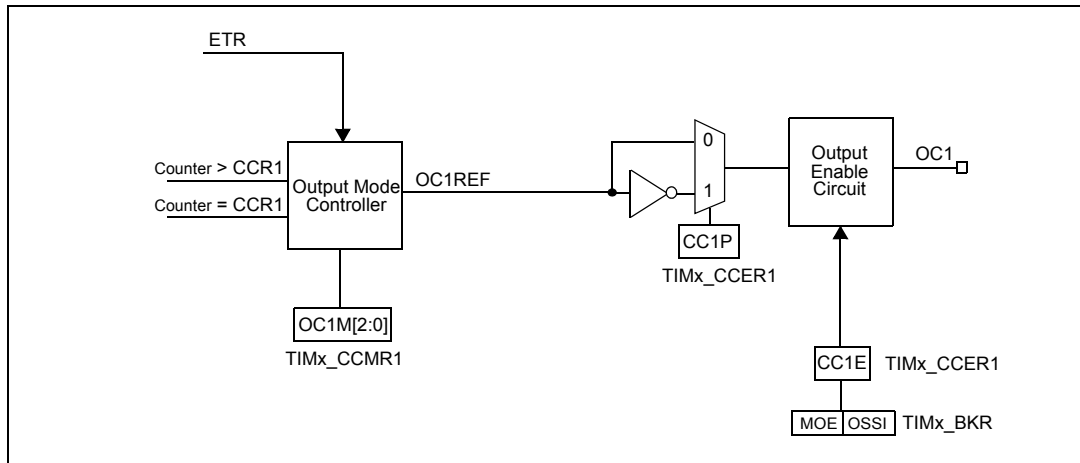 ETR
Counter > CCR1
Counter = CCR1
Output Mode
Controller
OC1REF
OC1M[2:0]
TIMx_CCMR1
0
1
CC1P
TIMx_CCER1
Output
Enable
Circuit
OC1
CC1E
TIMx_CCER1
MOE OSSI
TIMx_BKR